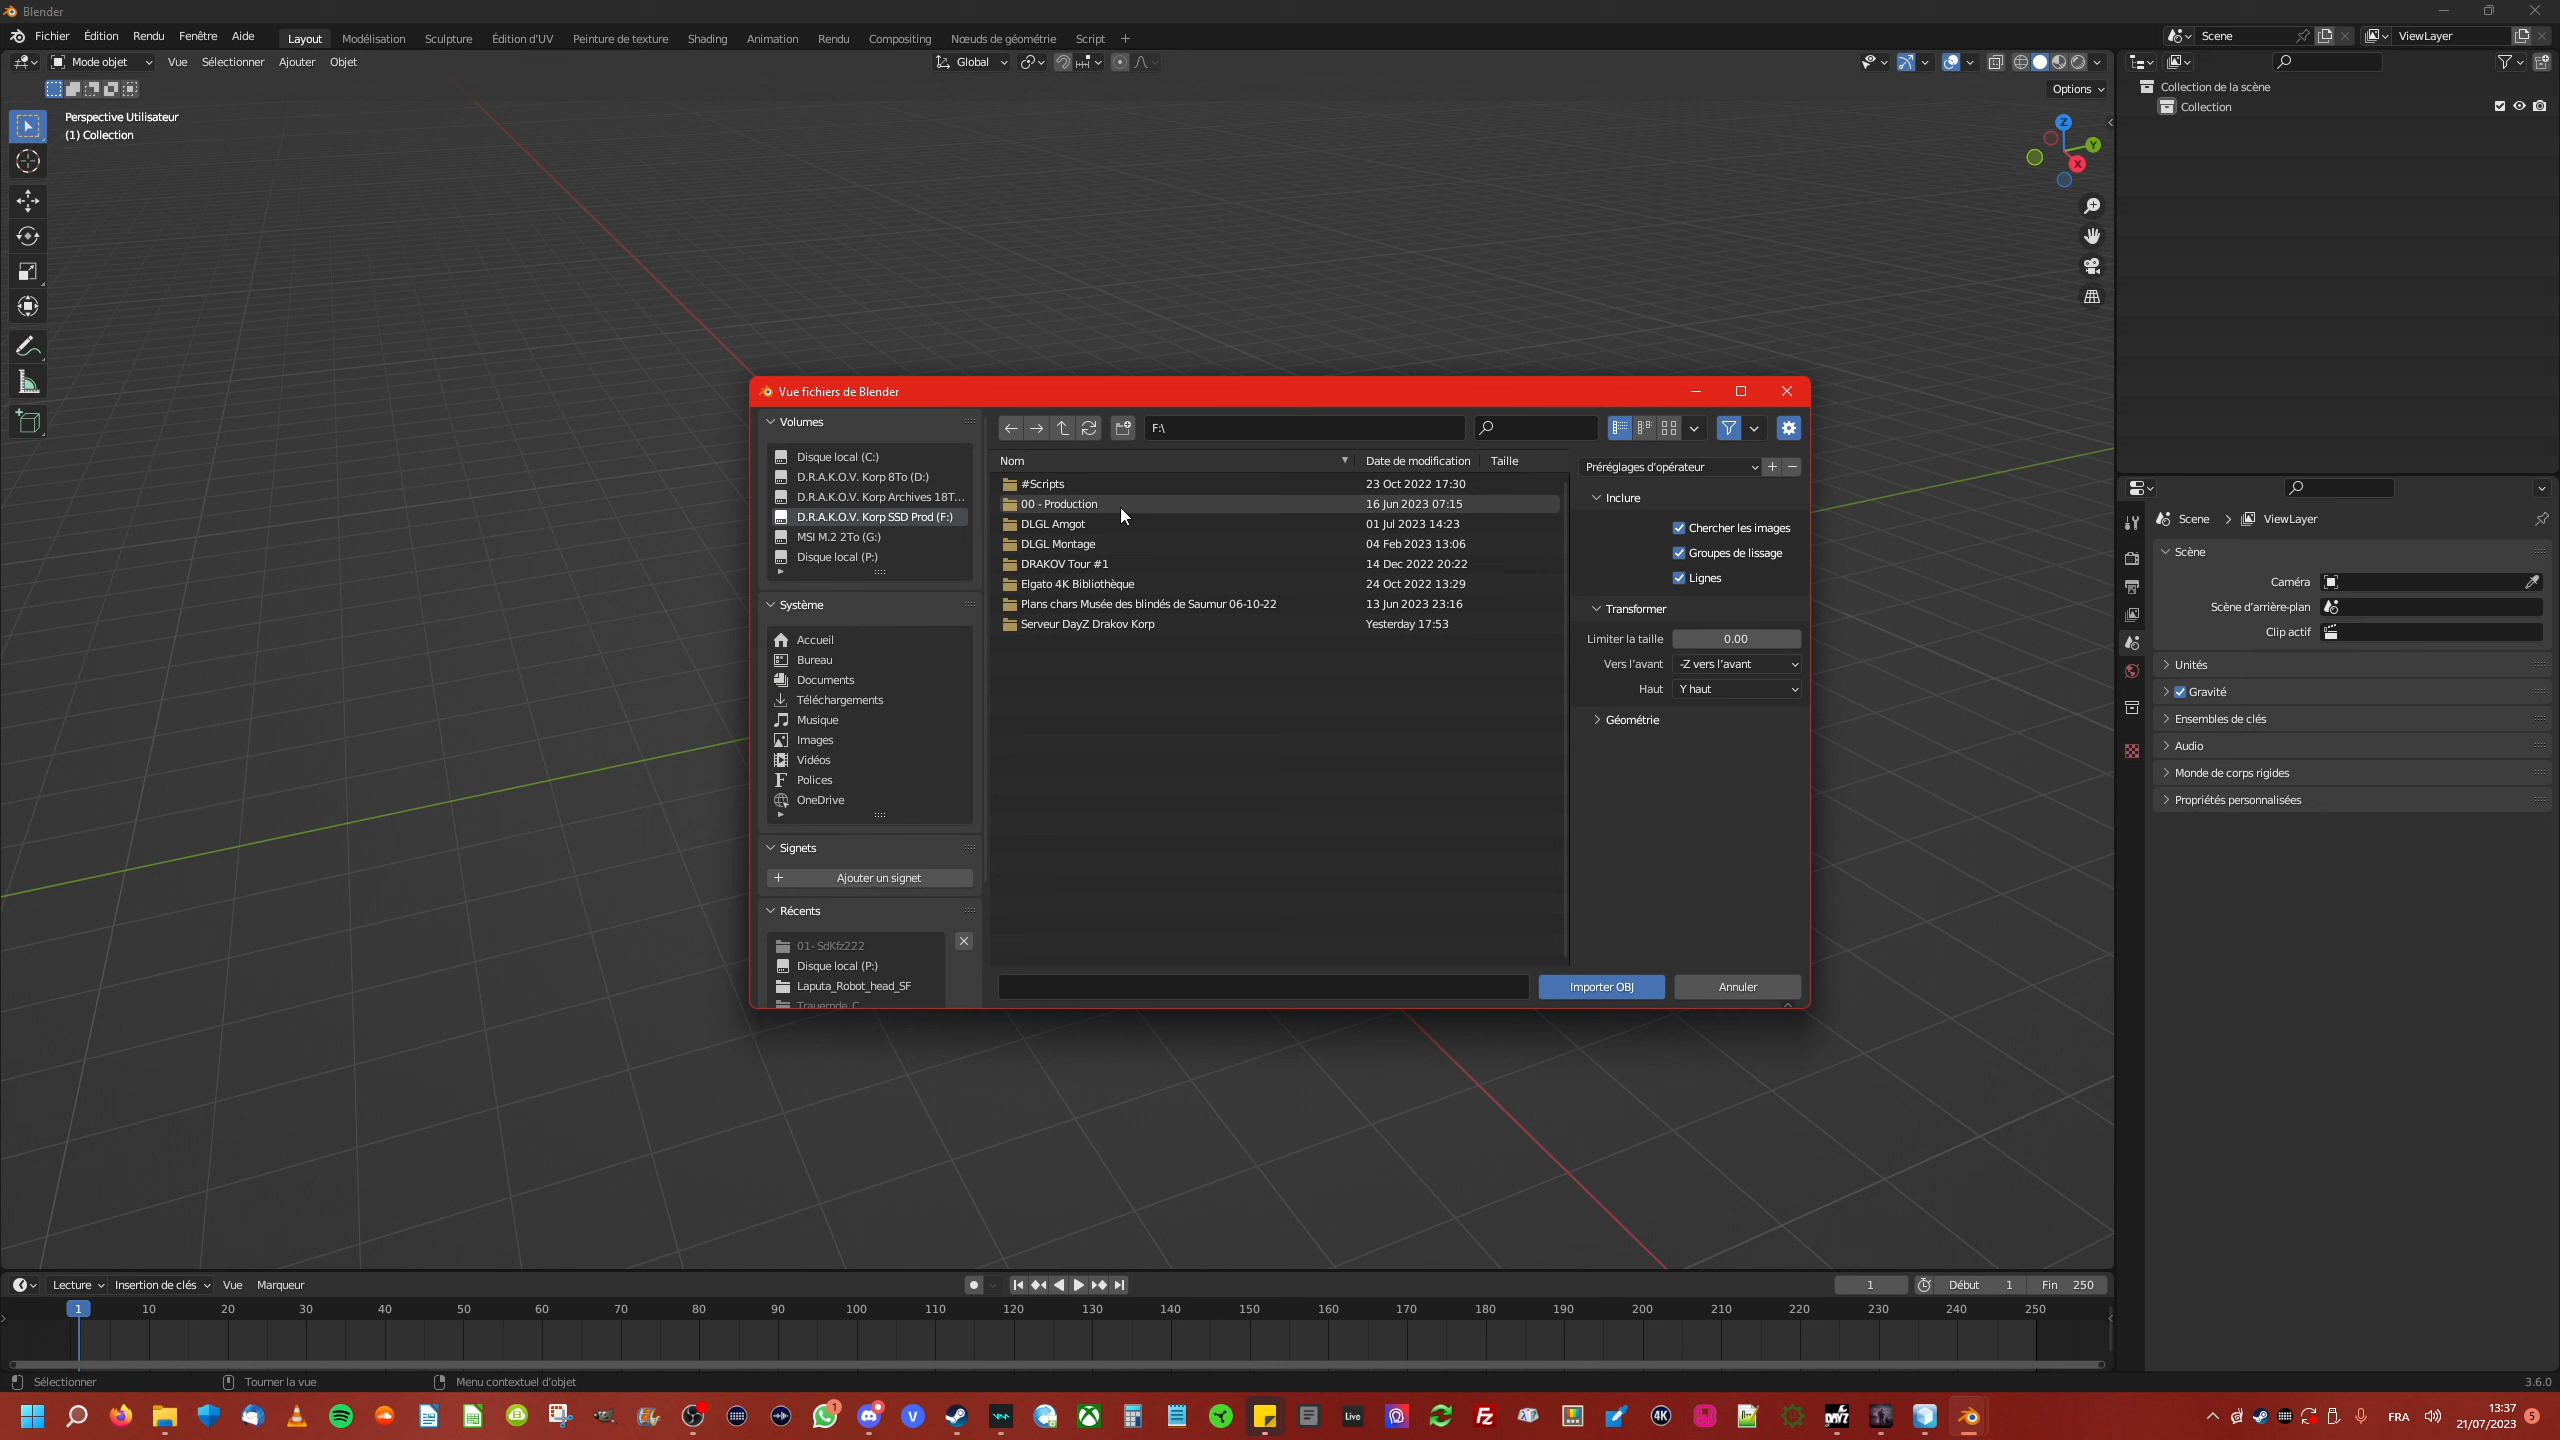 Blender
Fichier Édition Rendu Fenêtre Aide Layout Modélisation Sculpture Édition d'UV Peinture de texture Shading Animation Rendu Compositing Nœuds de géométrie Script + Scene ViewLayer
Mode objet Vue Sélectionner Ajouter Objet Global
Options
Perspective Utilisateur
(1) Collection
Z
Y
X
Collection de la scène
Collection
Scene > ViewLayer
Scène
Caméra
Scène d'arrière-plan
Clip actif
Unités
Gravité
Ensembles de clés
Audio
Monde de corps rigides
Propriétés personnalisées
Vue fichiers de Blender
Volumes
Disque local (C:)
D.R.A.K.O.V. Korp 8To (D:)
D.R.A.K.O.V. Korp Archives 18T...
D.R.A.K.O.V. Korp SSD Prod (F:)
MSI M.2 2To (G:)
Disque local (P:)
Système
Accueil
Bureau
Documents
Téléchargements
Musique
Images
Vidéos
Polices
OneDrive
Signets
+ Ajouter un signet
Récents
01- SdKfz222
Disque local (P:)
Laputa_Robot_head_SF
F:\
Nom Date de modification Taille
#Scripts 23 Oct 2022 17:30
00 - Production 16 Jun 2023 07:15
DLGL Amgot 01 Jul 2023 14:23
DLGL Montage 04 Feb 2023 13:06
DRAKOV Tour #1 14 Dec 2022 20:22
Elgato 4K Bibliothèque 24 Oct 2022 13:29
Plans chars Musée des blindés de Saumur 06-10-22 13 Jun 2023 23:16
Serveur DayZ Drakov Korp Yesterday 17:53
Préréglages d'opérateur + −
Inclure
Chercher les images
Groupes de lissage
Lignes
Transformer
Limiter la taille 0.00
Vers l'avant -Z vers l'avant
Haut Y haut
Géométrie
Importer OBJ Annuler
Lecture Insertion de clés Vue Marqueur 1 Début 1 Fin 250
1 10 20 30 40 50 60 70 80 90 100 110 120 130 140 150 160 170 180 190 200 210 220 230 240 250
Sélectionner Tourner la vue Menu contextuel d'objet 3.6.0
1 V Live Fz 4K DAYZ FRA 13:37 5
21/07/2023